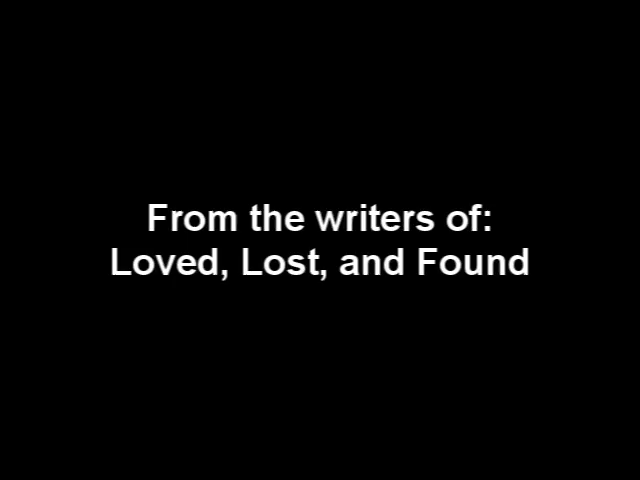 From the writers of:
Loved, Lost, and Found